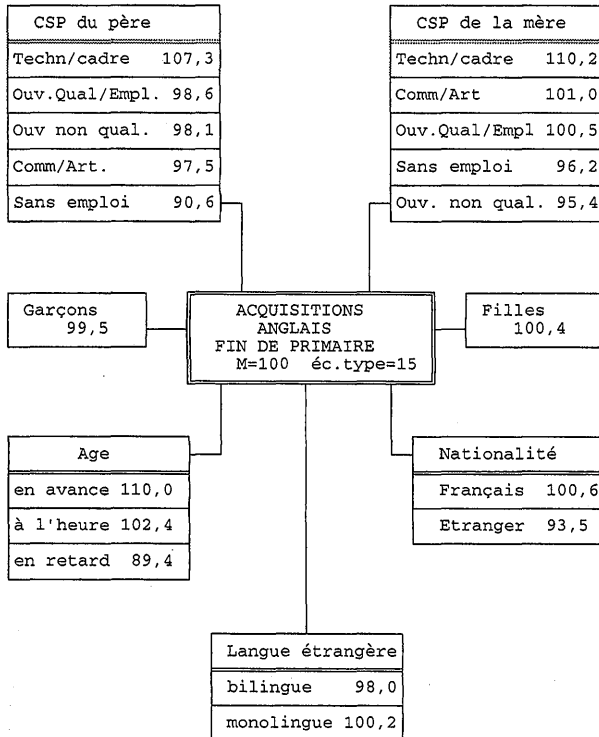 CSP du père
Techn/cadre 107,3
Ouv.Qual/Empl. 98,6
Ouv non qual. 98,1
Comm/Art. 97,5
Sans emploi 90,6
CSP de la mère
Techn/cadre 110,2
Comm/Art 101,0
Ouv.Qual/Empl 100,5
Sans emploi 96,2
Ouv. non qual. 95,4
Garçons
99,5
ACQUISITIONS
ANGLAIS
FIN DE PRIMAIRE
M=100 éc.type=15
Filles
100,4
Age
en avance 110,0
à l'heure 102,4
en retard 89,4
Nationalité
Français 100,6
Etranger 93,5
Langue étrangère
bilingue 98,0
monolingue 100,2